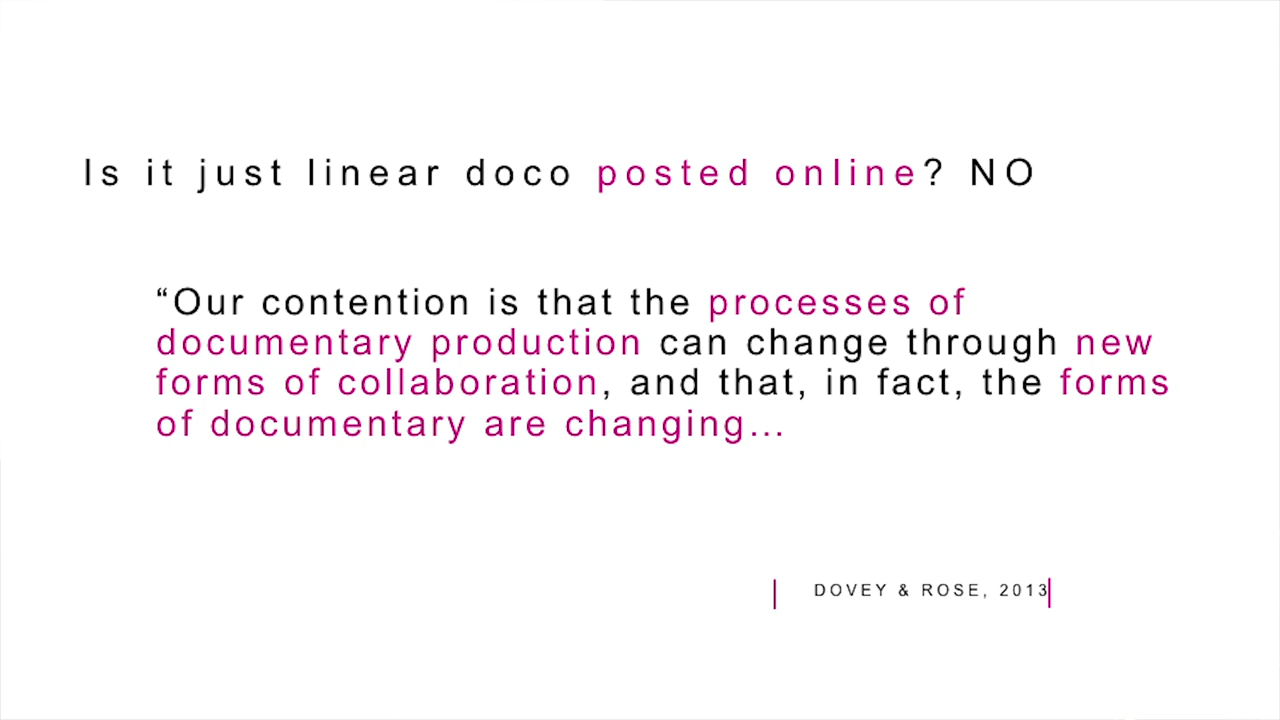 Is it just linear doco posted online? NO
“Our contention is that the processes of
documentary production can change through new
forms of collaboration, and that, in fact, the forms
of documentary are changing…
DOVEY & ROSE, 2013